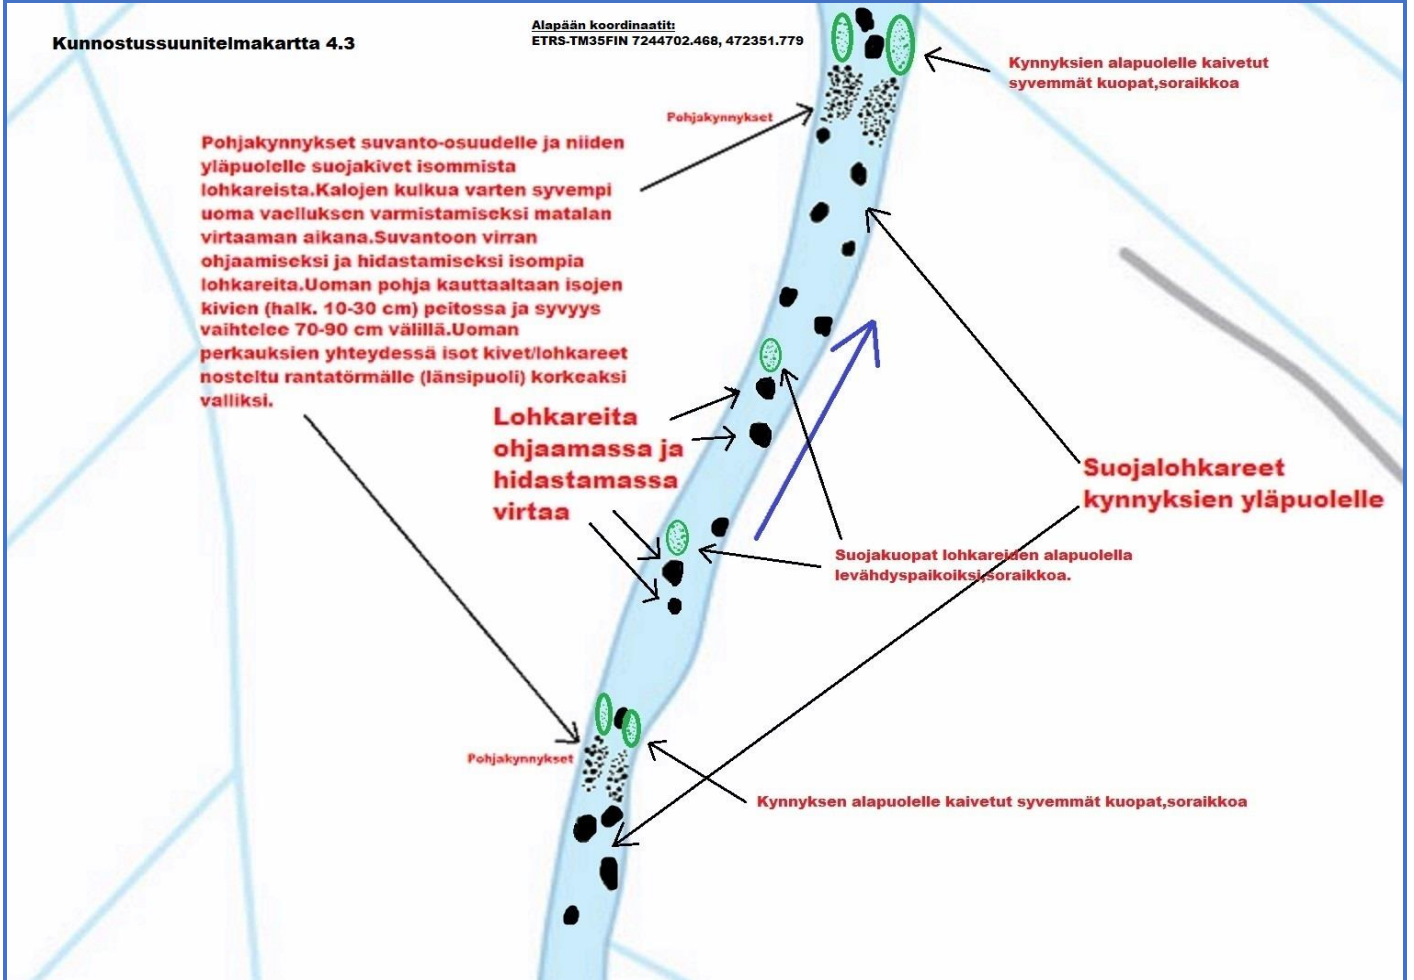 Kunnostussuunitelmakartta 4.3
Alapään koordinaatit:
ETRS-TM35FIN 7244702.468, 472351.779
Kynnyksien alapuolelle kaivetut
syvemmät kuopat,soraikkoa
Pohjakynnykset
Pohjakynnykset suvanto-osuudelle ja niiden
yläpuolelle suojakivet isommista
lohkareista.Kalojen kulkua varten syvempi
uoma vaelluksen varmistamiseksi matalan
virtaaman aikana.Suvantoon virran
ohjaamiseksi ja hidastamiseksi isompia
lohkareita.Uoman pohja kauttaaltaan isojen
kivien (halk. 10-30 cm) peitossa ja syvyys
vaihtelee 70-90 cm välillä.Uoman
perkauksien yhteydessä isot kivet/lohkareet
nosteltu rantatörmälle (länsipuoli) korkeaksi
valliksi.
Lohkareita
ohjaamassa ja
hidastamassa
virtaa
Suojalohkareet
kynnyksien yläpuolelle
Suojakuopat lohkareiden alapuolella
levähdyspaikoiksi,soraikkoa.
Pohjakynnykset
Kynnyksen alapuolelle kaivetut syvemmät kuopat,soraikkoa